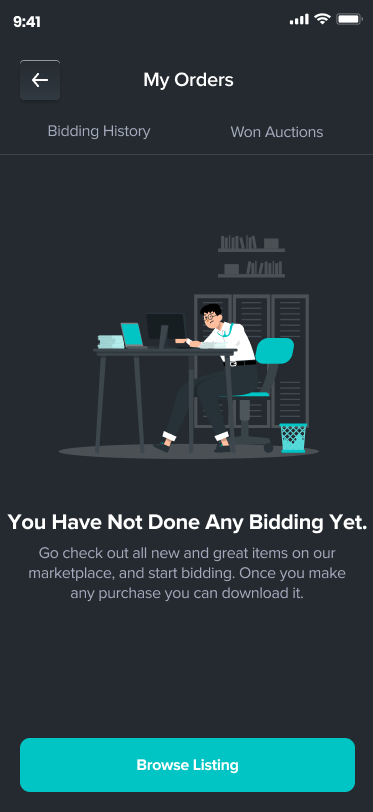 9:41
My Orders
Bidding History
Won Auctions
You Have Not Done Any Bidding Yet.
Go check out all new and great items on our
marketplace, and start bidding. Once you make
any purchase you can download it.
Browse Listing